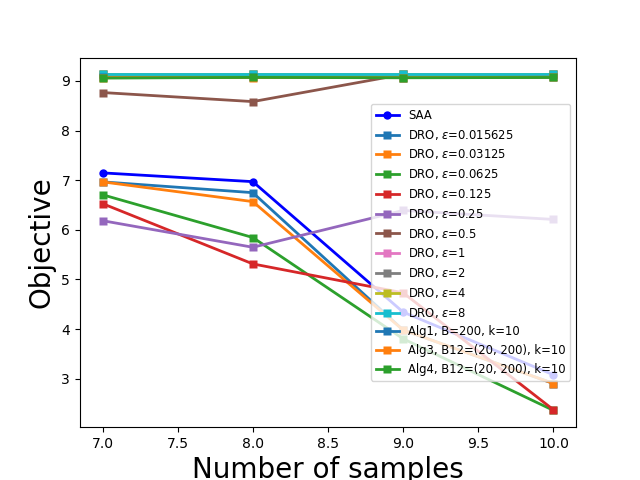 Objective
9
8
7
6
5
4
3
SAA
DRO, ε=0.015625
DRO, ε=0.03125
DRO, ε=0.0625
DRO, ε=0.125
DRO, ε=0.25
DRO, ε=0.5
DRO, ε=1
DRO, ε=2
DRO, ε=4
DRO, ε=8
Alg1, B=200, k=10
Alg3, B12=(20, 200), k=10
Alg4, B12=(20, 200), k=10
7.0 7.5 8.0 8.5 9.0 9.5 10.0
Number of samples